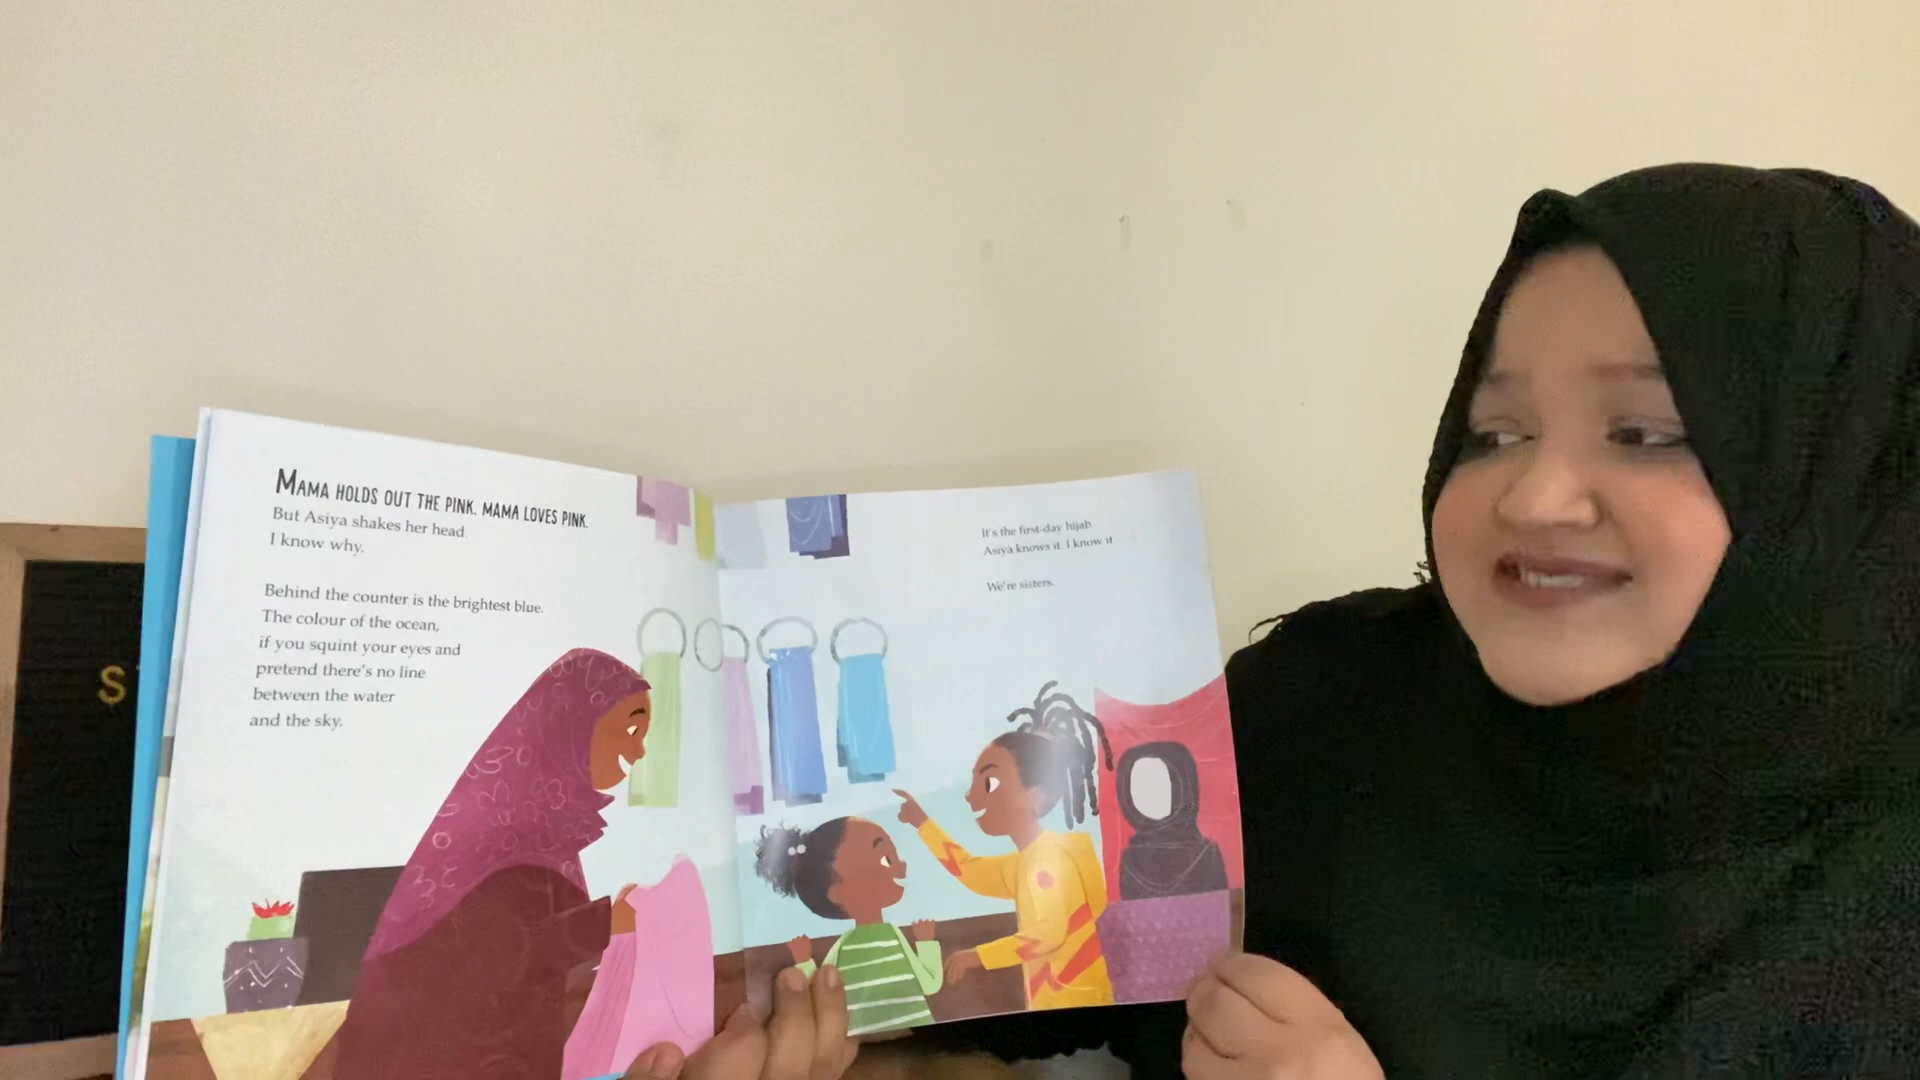 MAMA HOLDS OUT THE PINK. MAMA LOVES PINK.
But Asiya shakes her head.
I know why.
Behind the counter is the brightest blue.
The colour of the ocean,
if you squint your eyes and
pretend there's no line
between the water
and the sky.
It's the first-day hijab.
Asiya knows it. I know it
We're sisters.
S